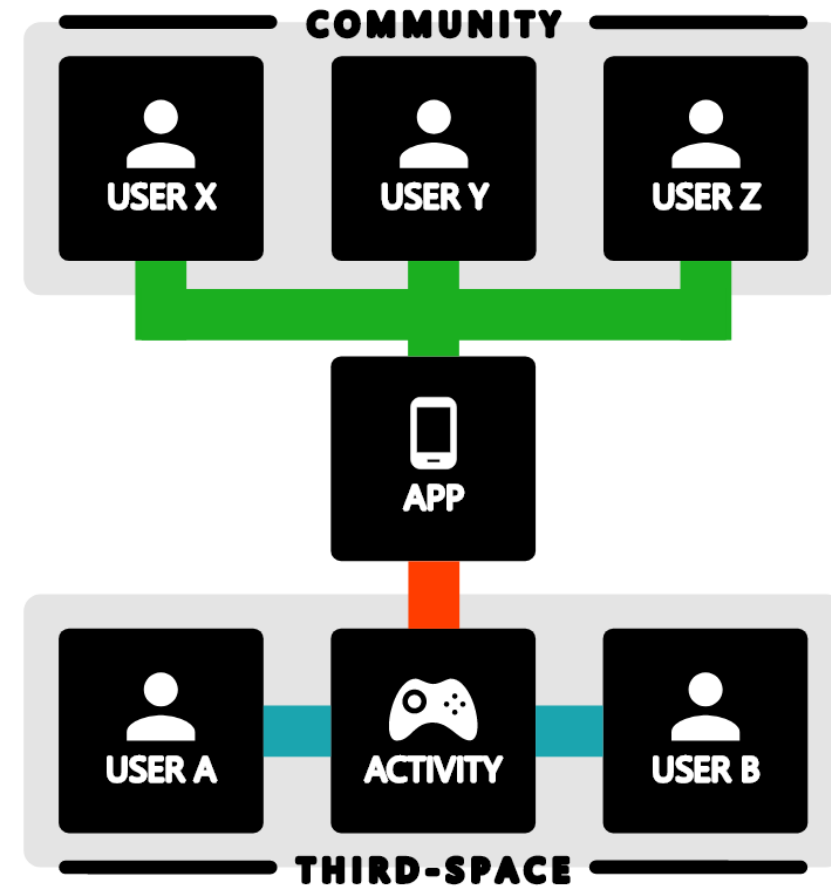 COMMUNITY
USER X
USER Y
USER Z
APP
USER A
ACTIVITY
USER B
THIRD-SPACE